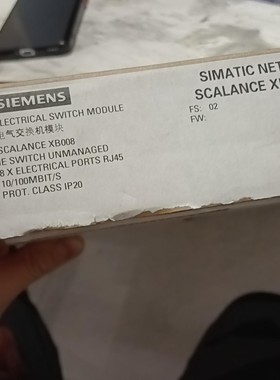 SIEMENS
ELECTRICAL SWITCH MODULE
电气交换机模块
SCALANCE XB008
IE SWITCH UNMANAGED
8 X ELECTRICAL PORTS RJ45
10/100MBIT/S
PROT. CLASS IP20
SIMATIC NET
SCALANCE
FS: 02
FW: